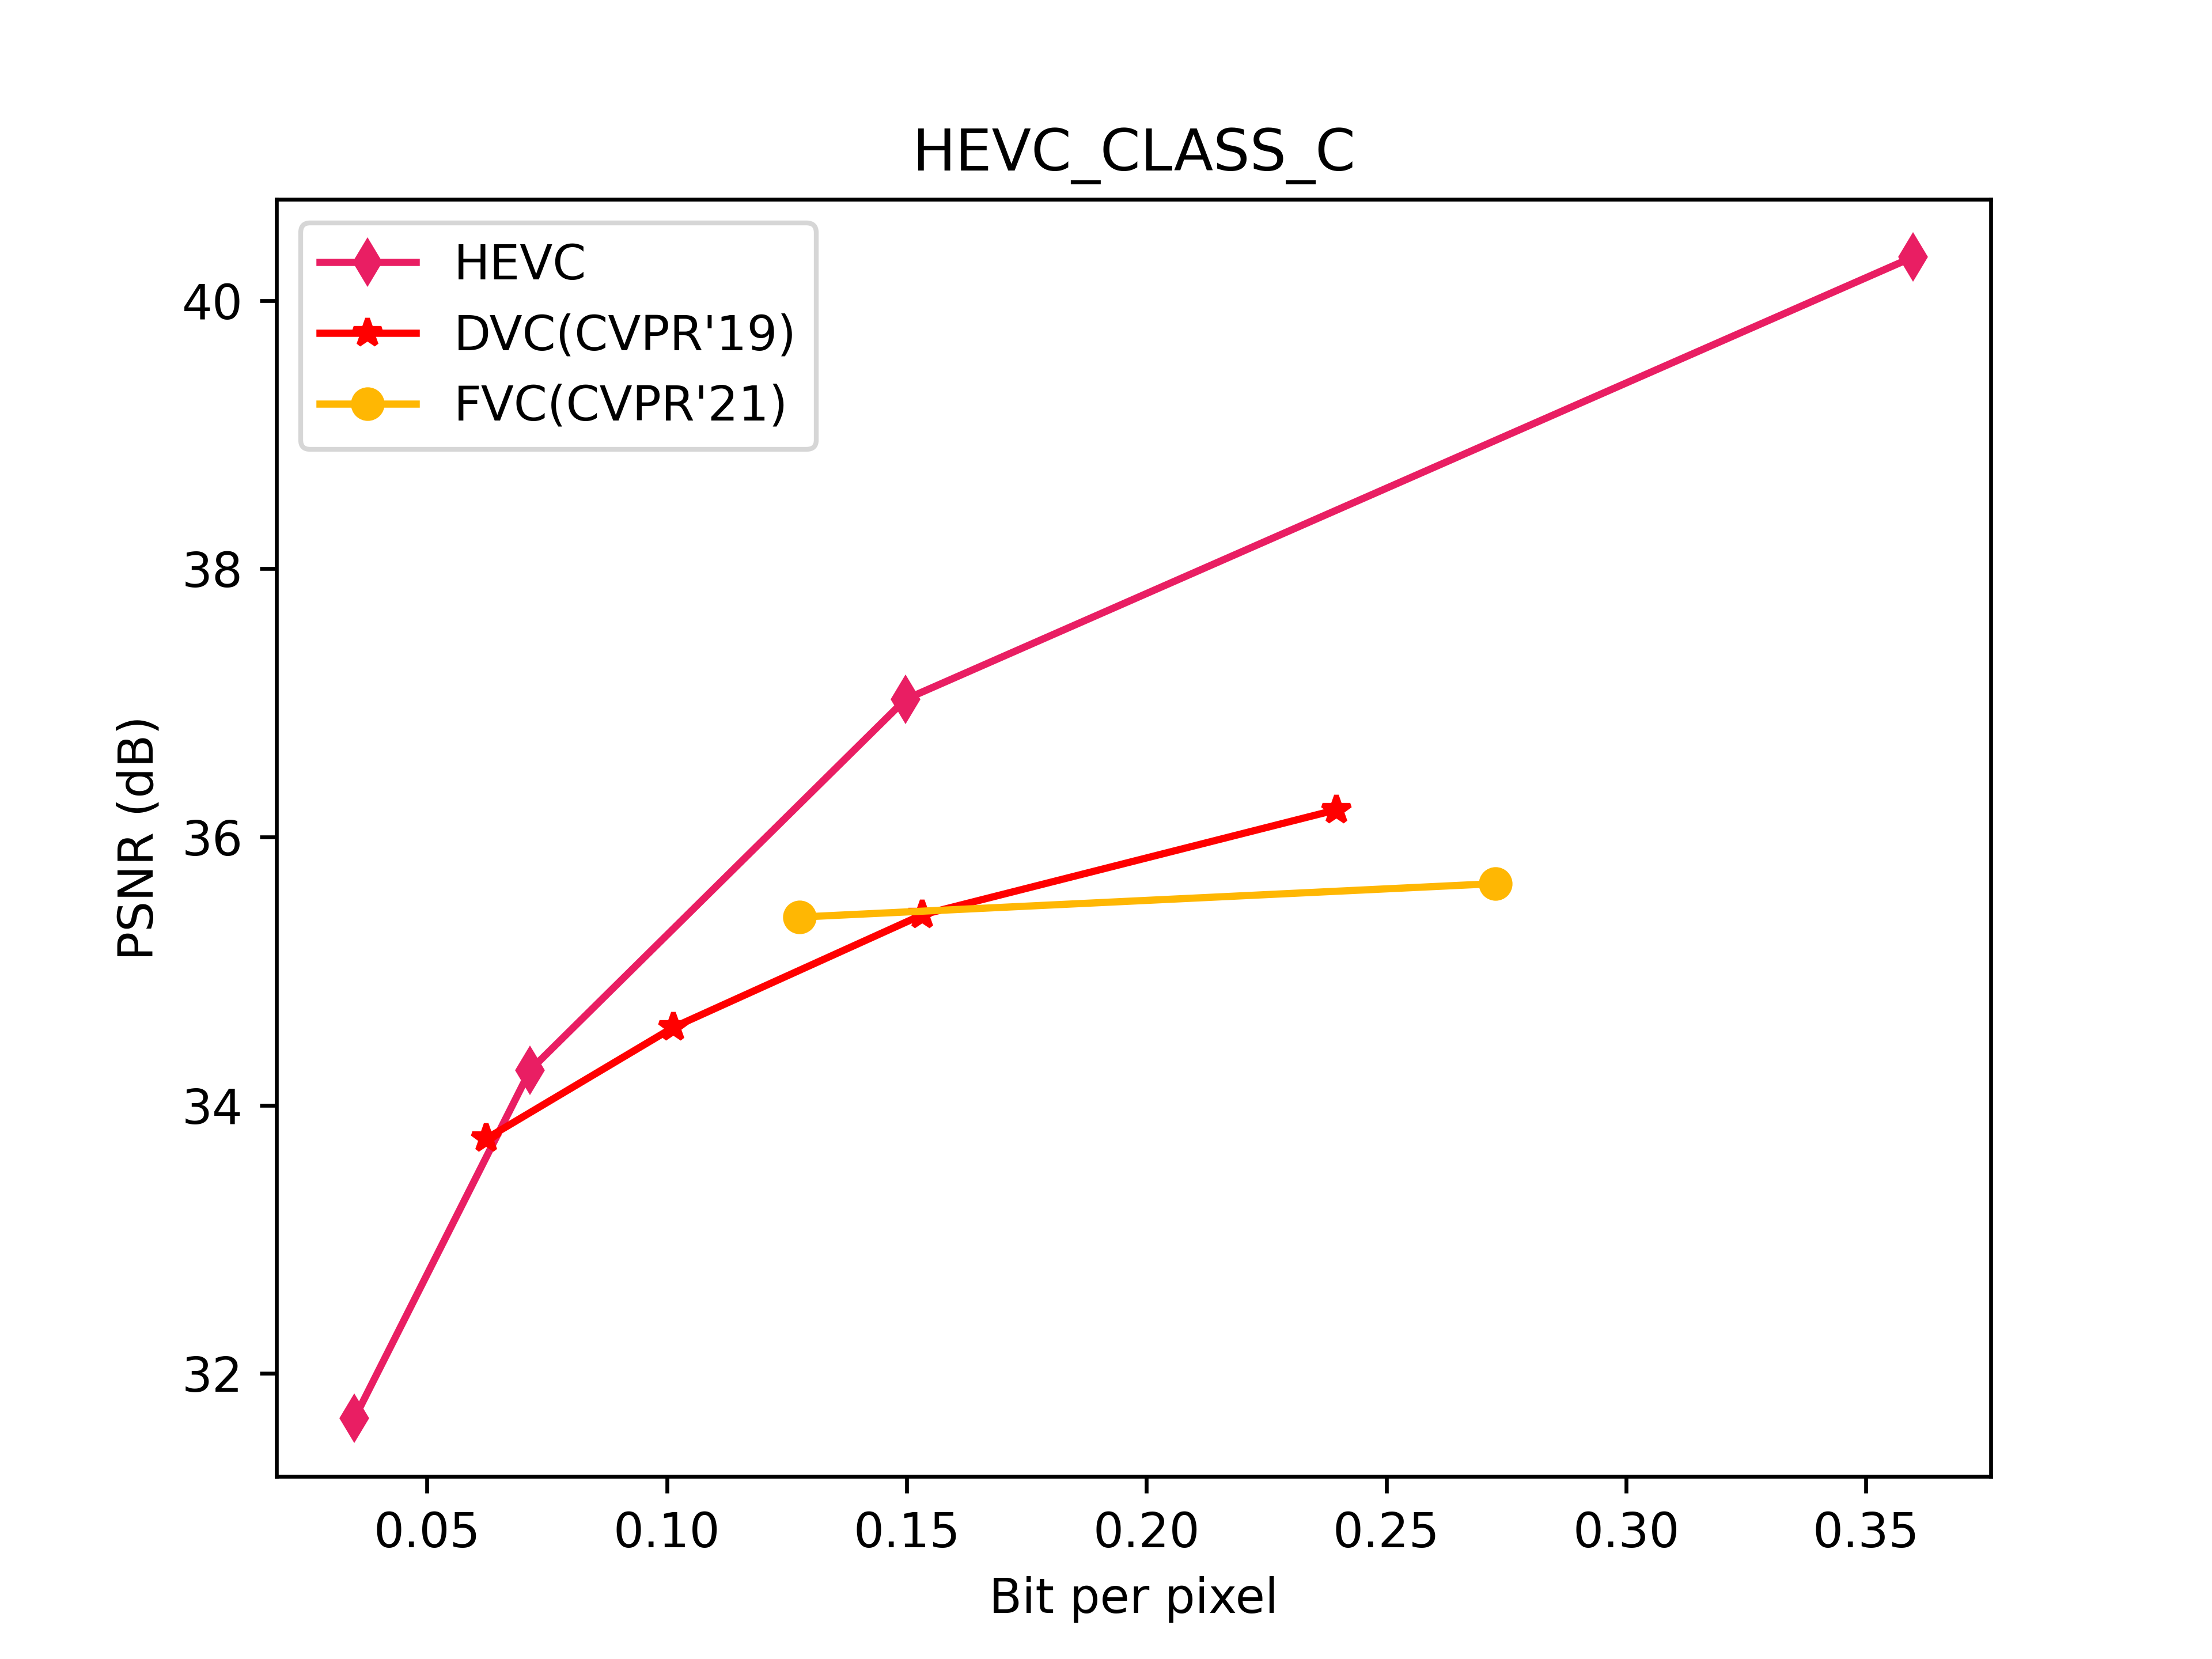 HEVC_CLASS_C
HEVC
DVC(CVPR'19)
FVC(CVPR'21)
40
38
36
34
32
PSNR (dB)
0.05 0.10 0.15 0.20 0.25 0.30 0.35
Bit per pixel